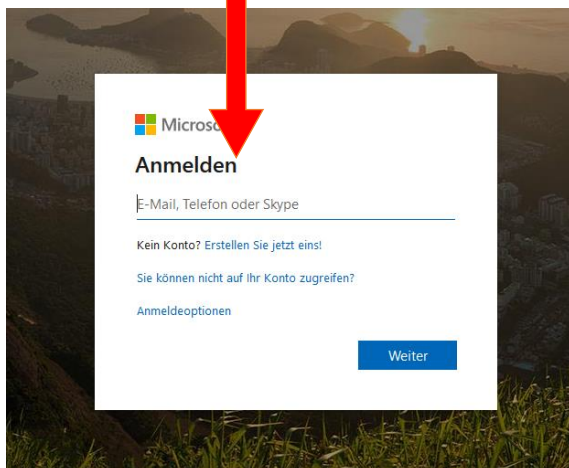 Anmelden
E-Mail, Telefon oder Skype
Kein Konto? Erstellen Sie jetzt eins!
Sie können nicht auf Ihr Konto zugreifen?
Anmeldeoptionen
Weiter